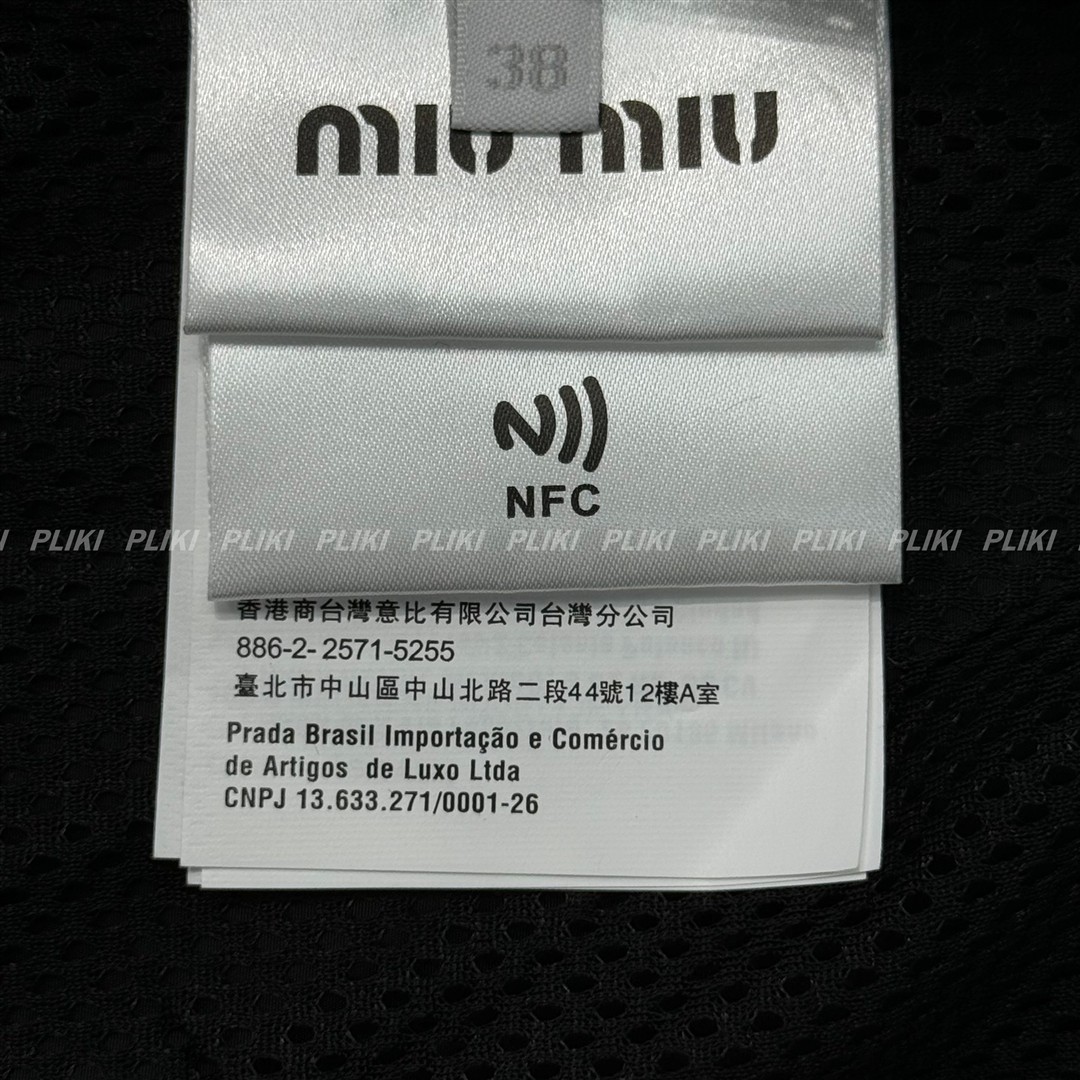 38
miu miu
NFC
PLIKI PLIKI PLIKI PLIKI PLIKI PLIKI PLIKI PLIKI PLIKI PLIKI PLIKI
香港商台灣意比有限公司台灣分公司
886-2- 2571-5255
臺北市中山區中山北路二段44號12樓A室
Prada Brasil Importação e Comércio
de Artigos de Luxo Ltda
CNPJ 13.633.271/0001-26